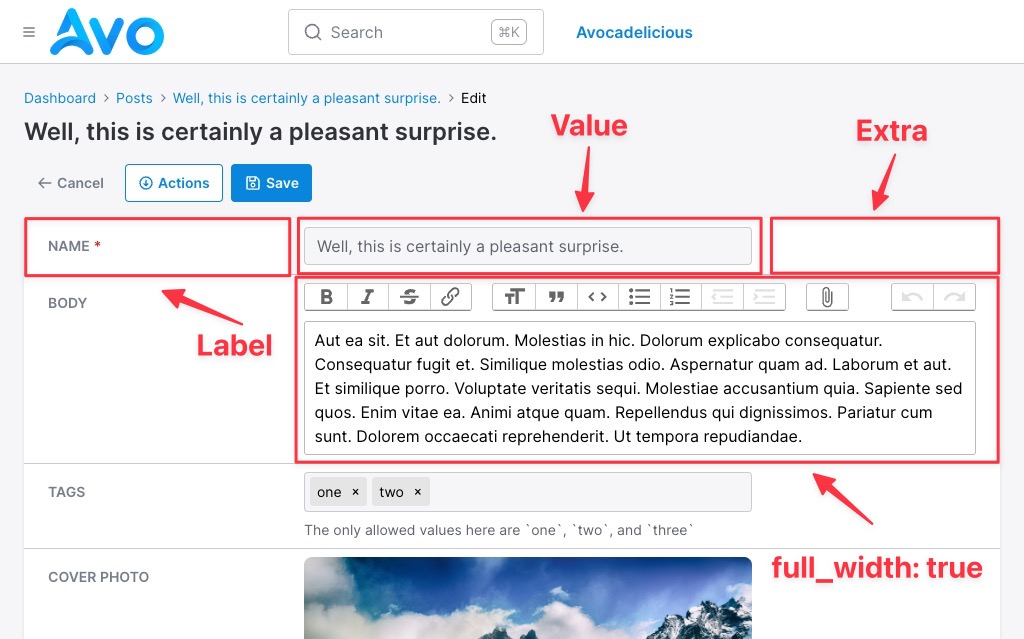 Avo
Search ⌘K
Avocadelicious
Dashboard > Posts > Well, this is certainly a pleasant surprise. > Edit
Well, this is certainly a pleasant surprise.
Value
Extra
← Cancel
Actions
Save
NAME *
Well, this is certainly a pleasant surprise.
BODY
Label
Aut ea sit. Et aut dolorum. Molestias in hic. Dolorum explicabo consequatur.
Consequatur fugit et. Similique molestias odio. Aspernatur quam ad. Laborum et aut.
Et similique porro. Voluptate veritatis sequi. Molestiae accusantium quia. Sapiente sed
quos. Enim vitae ea. Animi atque quam. Repellendus qui dignissimos. Pariatur cum
sunt. Dolorem occaecati reprehenderit. Ut tempora repudiandae.
TAGS
one × two ×
The only allowed values here are `one`, `two`, and `three`
full_width: true
COVER PHOTO